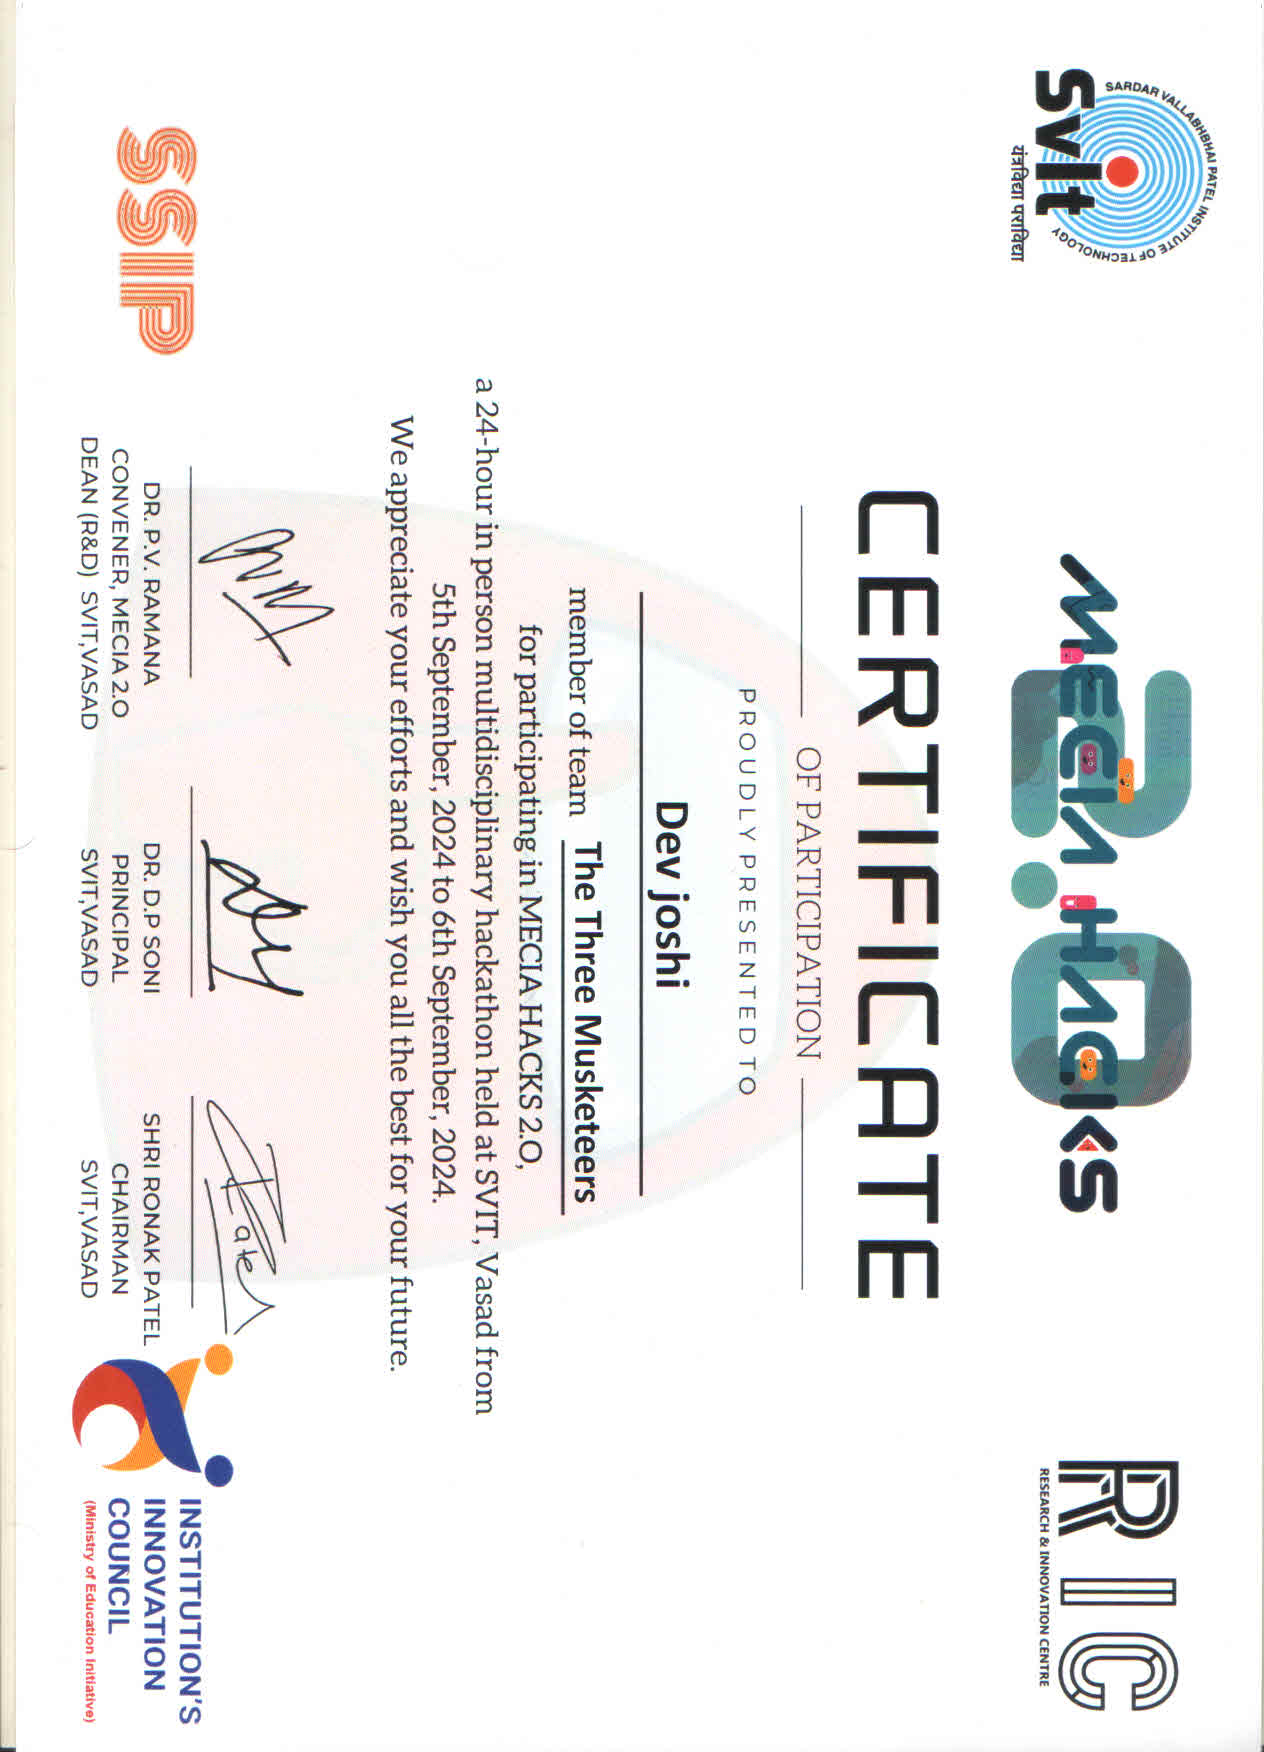 SARDAR VALLABHBHAI PATEL INSTITUTE OF TECHNOLOGY
SvIt
यंत्रविद्या पराविद्या
2.0
MECIA HACKS
RIC
RESEARCH & INNOVATION CENTRE
CERTIFICATE
OF PARTICIPATION
PROUDLY PRESENTED TO
Dev joshi
member of team The Three Musketeers
for participating in MECIA HACKS 2.O,
a 24-hour in person multidisciplinary hackathon held at SVIT, Vasad from
5th September, 2024 to 6th September, 2024.
We appreciate your efforts and wish you all the best for your future.
SSIP
DR. P.V. RAMANA
CONVENER, MECIA 2.O
DEAN (R&D) SVIT,VASAD
DR. D.P SONI
PRINCIPAL
SVIT,VASAD
SHRI RONAK PATEL
CHAIRMAN
SVIT,VASAD
INSTITUTION'S
INNOVATION
COUNCIL
(Ministry of Education Initiative)